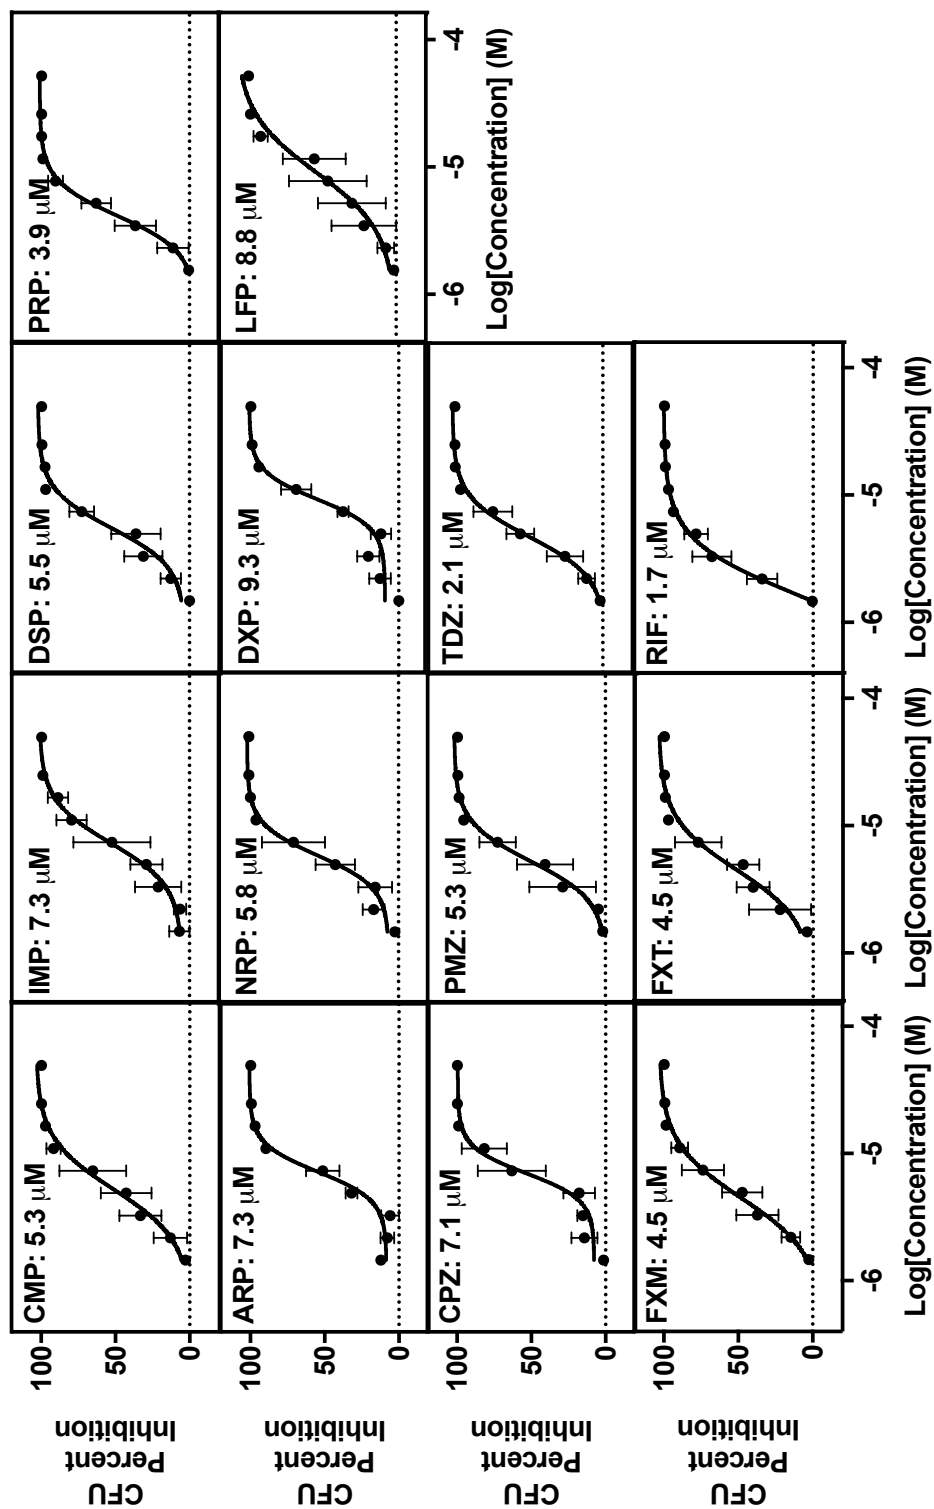 CFU
Percent
Inhibition
100
50
0
CMP: 5.3 μM
IMP: 7.3 μM
DSP: 5.5 μM
PRP: 3.9 μM
CFU
Percent
Inhibition
100
50
0
ARP: 7.3 μM
NRP: 5.8 μM
DXP: 9.3 μM
LFP: 8.8 μM
-6
-5
-4
Log[Concentration] (M)
CFU
Percent
Inhibition
100
50
0
CPZ: 7.1 μM
PMZ: 5.3 μM
TDZ: 2.1 μM
CFU
Percent
Inhibition
100
50
0
FXM: 4.5 μM
FXT: 4.5 μM
RIF: 1.7 μM
-6
-5
-4
-6
-5
-4
-6
-5
-4
Log[Concentration] (M)
Log[Concentration] (M)
Log[Concentration] (M)